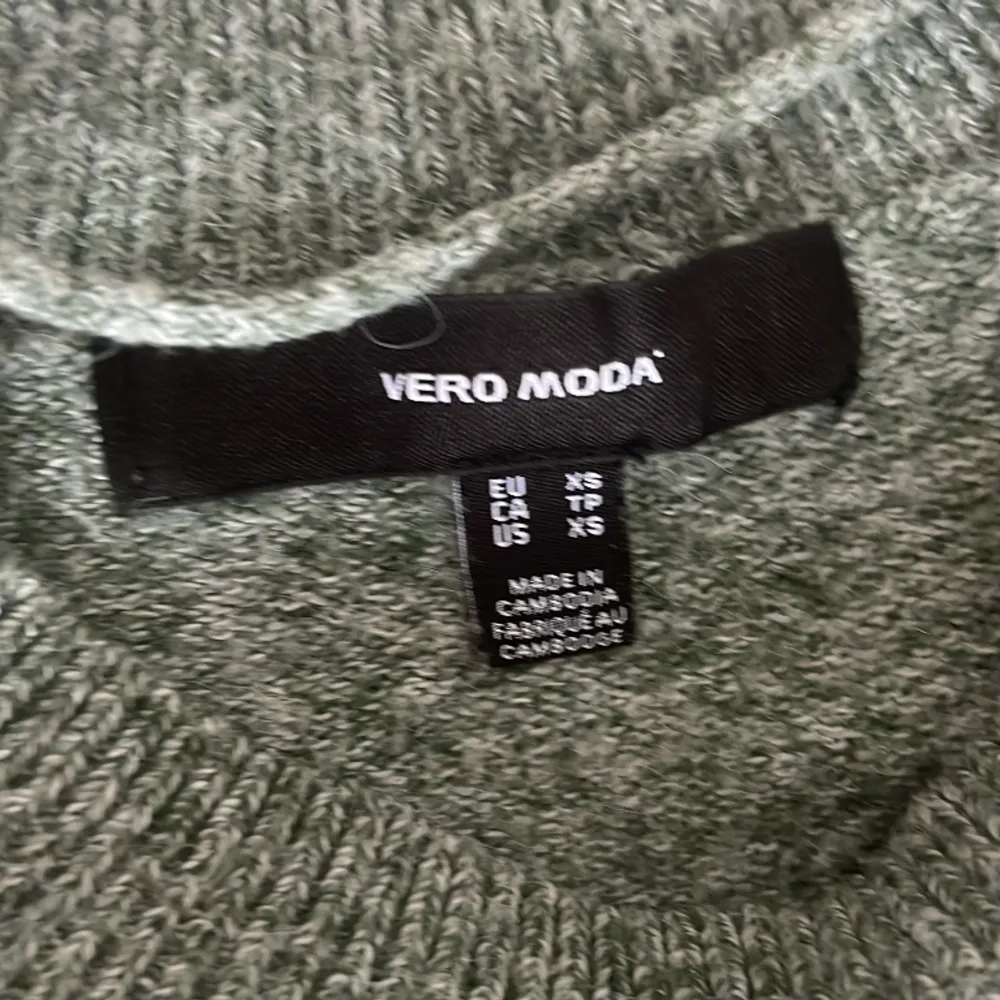 VERO MODA
EU XS
CA TP
US XS
MADE IN
CAMBODIA
FABRIQUÉ AU
CAMBODGE